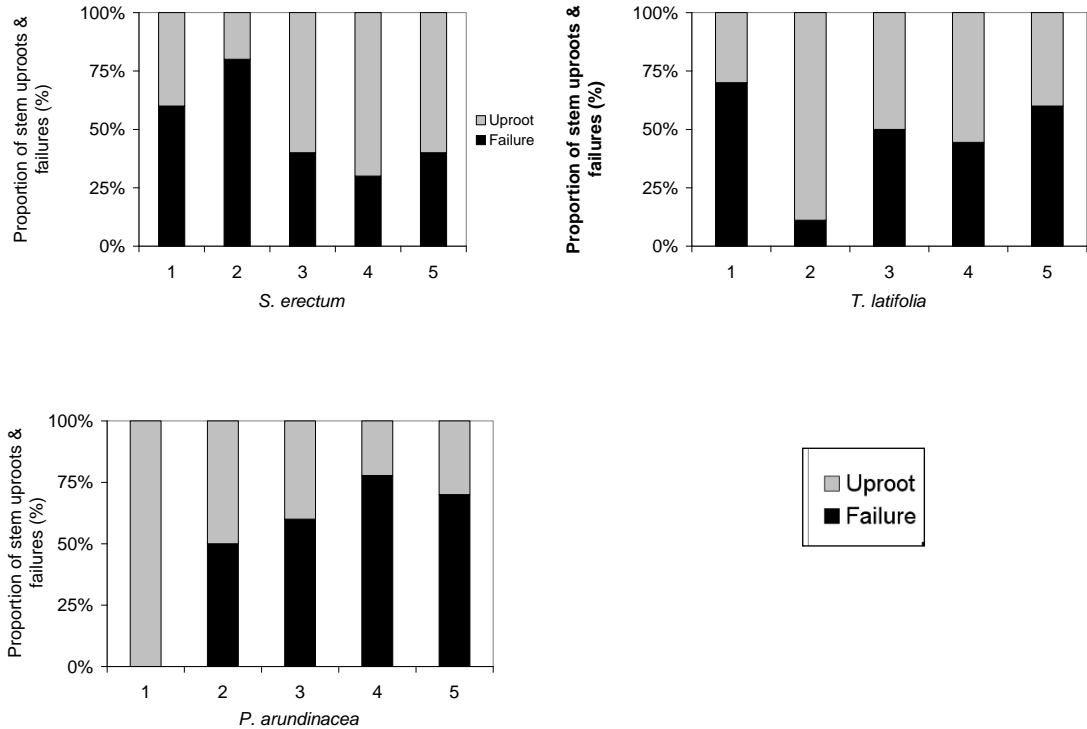 Proportion of stem uproots &
failures (%)
100%
75%
50%
25%
0%
1 2 3 4 5
S. erectum
Uproot
Failure
Proportion of stem uproots &
failures (%)
100%
75%
50%
25%
0%
1 2 3 4 5
T. latifolia
Proportion of stem uproots &
failures (%)
100%
75%
50%
25%
0%
1 2 3 4 5
P. arundinacea
Uproot
Failure